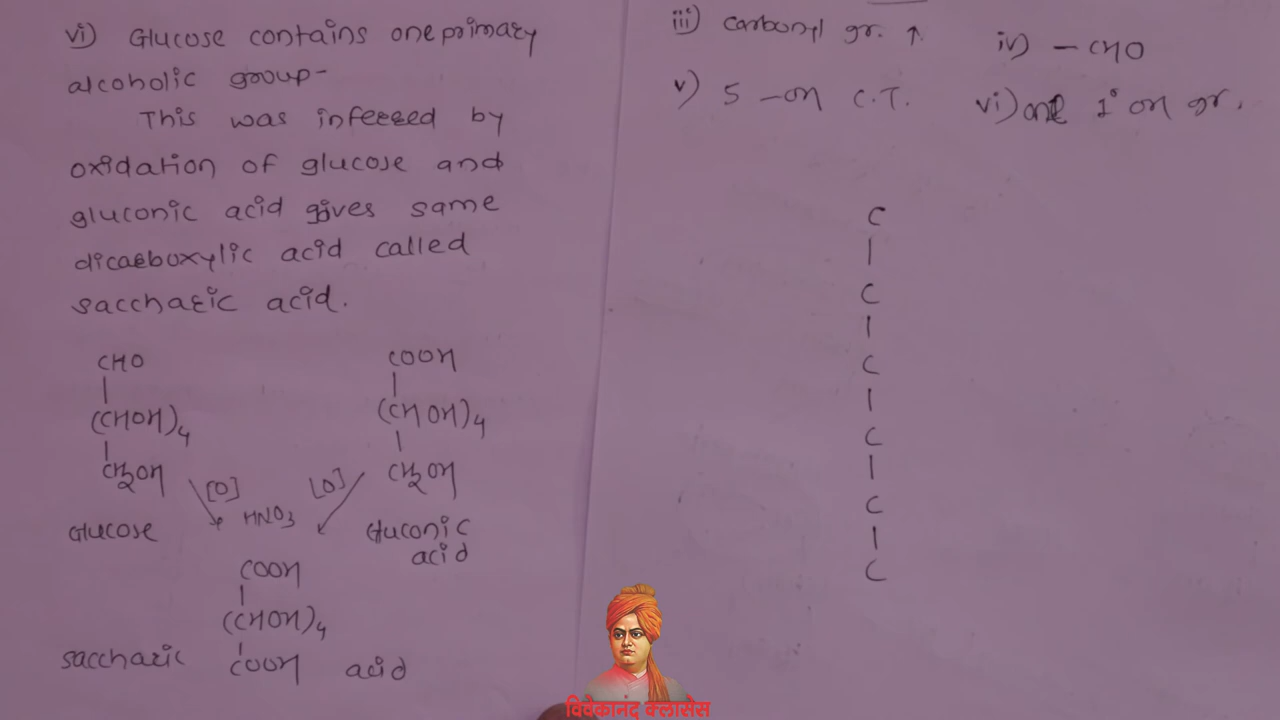 vi) Glucose contains one primary
alcoholic group-
This was inferred by
oxidation of glucose and
gluconic acid gives same
dicarboxylic acid called
saccharic acid.
CHO
|
(CHOH)4
|
CH2OH
Glucose
[O]
HNO3
[O]
COOH
|
(CHOH)4
|
CH2OH
Gluconic
acid
COOH
|
(CHOH)4
|
saccharic COOH acid
iii) carbonyl gr. ↑.
iv) -CHO
v) 5 -OH C.T.
vi) one 1° OH gr.
C
|
C
|
C
|
C
|
C
|
C
विवेकानंद क्लासेस